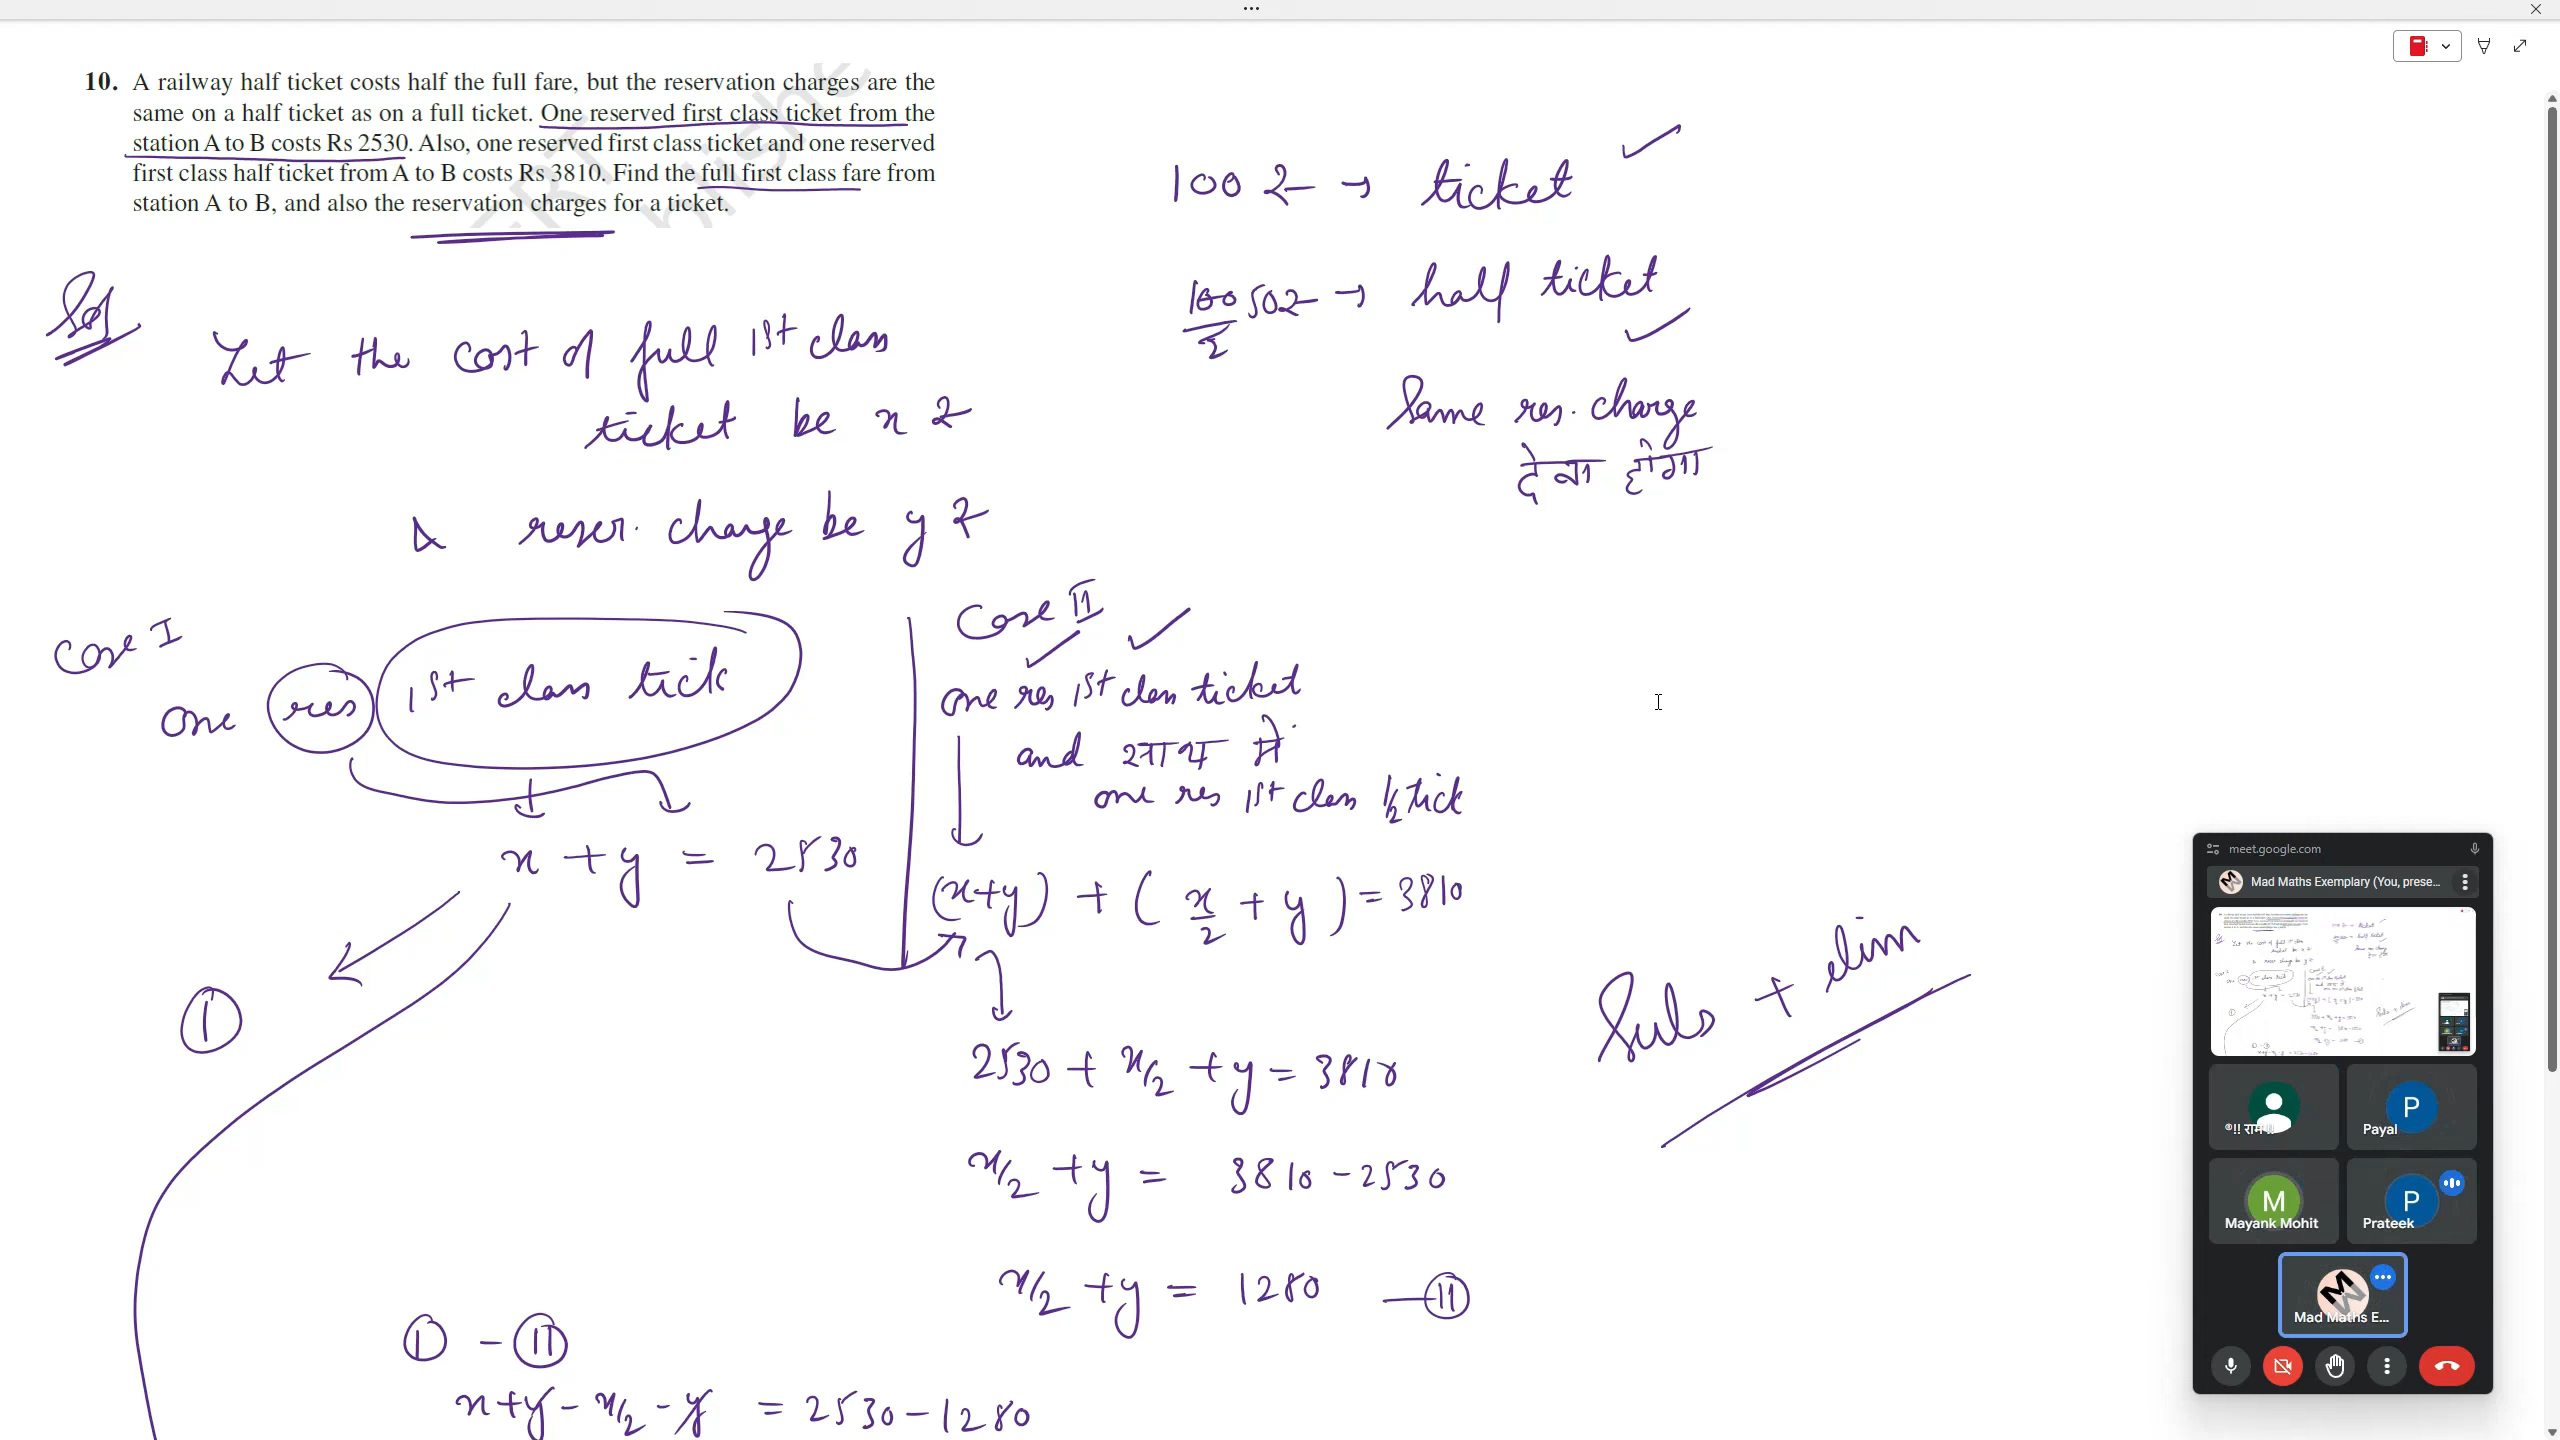 10. A railway half ticket costs half the full fare, but the reservation charges are the
same on a half ticket as on a full ticket. One reserved first class ticket from the
station A to B costs Rs 2530. Also, one reserved first class ticket and one reserved
first class half ticket from A to B costs Rs 3810. Find the full first class fare from
station A to B, and also the reservation charges for a ticket.
100 ₹ → ticket
100/2 50₹ → half ticket
Same res. charge
देना होगा
Sol
Let the cost of full 1st class
ticket be x ₹
& reser. charge be y ₹
Case I
one res 1st class tick
x + y = 2530
I
Case II
one res 1st class ticket
and साथ में
one res 1st class 1/2 tick
(x+y) + (x/2 + y) = 3810
2530 + x/2 + y = 3810
x/2 + y = 3810 - 2530
x/2 + y = 1280 — II
Subs + elim
I - II
x + y - x/2 - y = 2530 - 1280
meet.google.com
Mad Maths Exemplary (You, prese...
Payal
Mayank Mohit
Prateek
Mad Maths E...